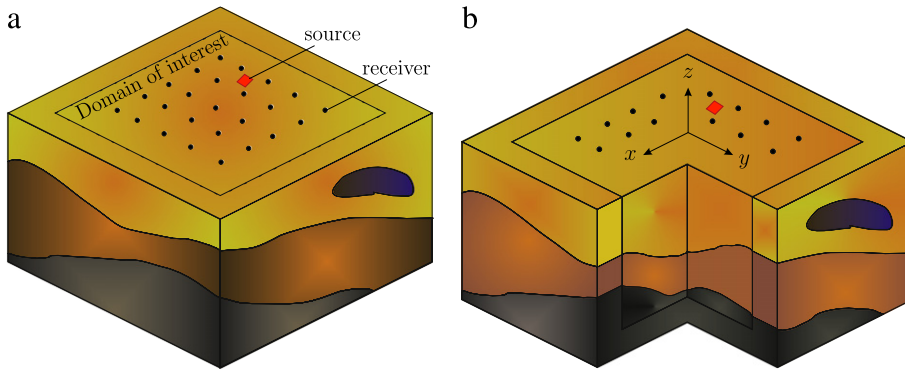 a
source
Domain of interest
receiver
b
z
x
y